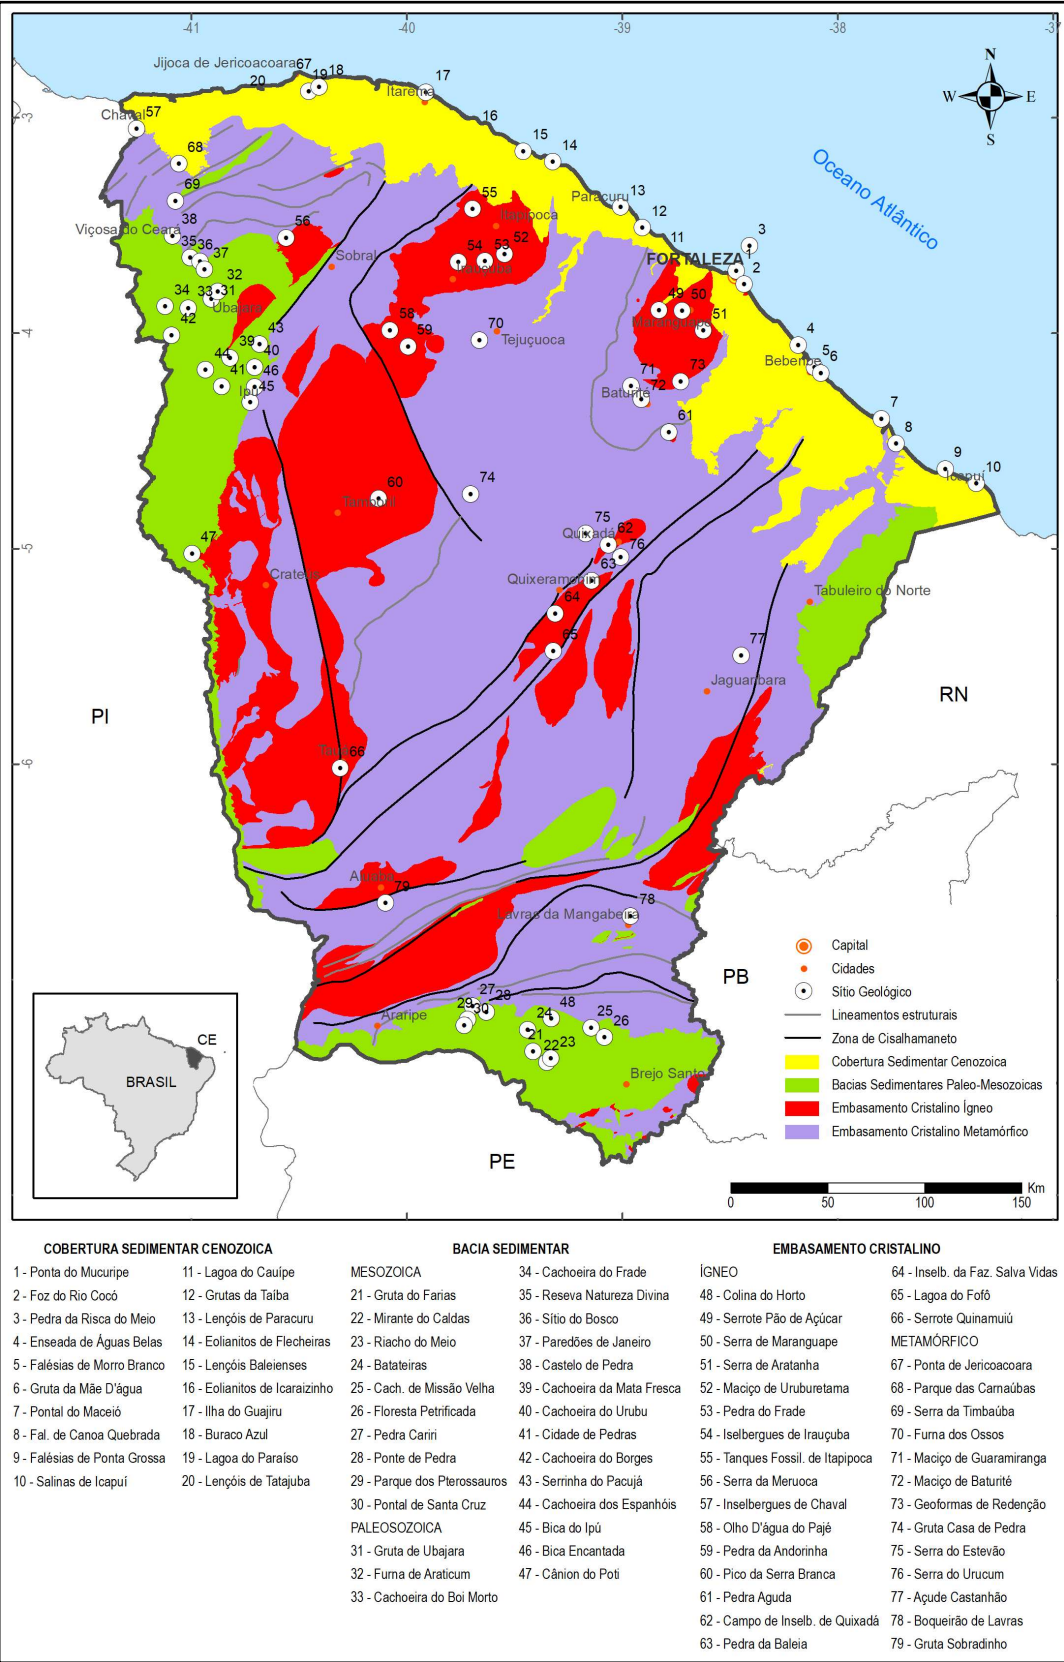 -41
-40
-39
-38
-37
-3
-4
-5
-6
N
W
E
S
Oceano Atlântico
Jijoca de Jericoacoara
67
20
19
18
17
Itarema
16
15
14
Chaval
57
68
69
38
Viçosa do Ceará
35
36
37
32
34
33
31
Ubajara
42
43
39
40
44
41
46
45
Ipú
47
56
Sobral
55
Itapipoca
54
53
52
Irauçuba
58
59
70
Tejuçuoca
Paracuru
13
12
11
3
FORTALEZA
1
2
49
50
Maranguape
51
4
Beberibe
5
6
71
73
Baturité
72
61
7
8
9
Icapuí
10
60
Tamboril
74
75
62
Quixadá
76
Quixeramobim
63
64
65
Crateús
Tabuleiro do Norte
77
Jaguaribara
PI
RN
Tauá
66
Aiuaba
79
Lavras da Mangabeira
78
PB
27
29
28
30
Araripe
48
24
25
26
21
22
23
Brejo Santo
PE
CE
BRASIL
Capital
Cidades
Sítio Geológico
Lineamentos estruturais
Zona de Cisalhamaneto
Cobertura Sedimentar Cenozoica
Bacias Sedimentares Paleo-Mesozoicas
Embasamento Cristalino Ígneo
Embasamento Cristalino Metamórfico
Km
0 50 100 150
COBERTURA SEDIMENTAR CENOZOICA
1 - Ponta do Mucuripe
2 - Foz do Rio Cocó
3 - Pedra da Risca do Meio
4 - Enseada de Águas Belas
5 - Falésias de Morro Branco
6 - Gruta da Mãe D'água
7 - Pontal do Maceió
8 - Fal. de Canoa Quebrada
9 - Falésias de Ponta Grossa
10 - Salinas de Icapuí
11 - Lagoa do Cauípe
12 - Grutas da Taíba
13 - Lençóis de Paracuru
14 - Eolianitos de Flecheiras
15 - Lençóis Baleienses
16 - Eolianitos de Icaraizinho
17 - Ilha do Guajiru
18 - Buraco Azul
19 - Lagoa do Paraíso
20 - Lençóis de Tatajuba
BACIA SEDIMENTAR
MESOZOICA
21 - Gruta do Farias
22 - Mirante do Caldas
23 - Riacho do Meio
24 - Batateiras
25 - Cach. de Missão Velha
26 - Floresta Petrificada
27 - Pedra Cariri
28 - Ponte de Pedra
29 - Parque dos Pterossauros
30 - Pontal de Santa Cruz
PALEOSOZOICA
31 - Gruta de Ubajara
32 - Furna de Araticum
33 - Cachoeira do Boi Morto
34 - Cachoeira do Frade
35 - Reseva Natureza Divina
36 - Sítio do Bosco
37 - Paredões de Janeiro
38 - Castelo de Pedra
39 - Cachoeira da Mata Fresca
40 - Cachoeira do Urubu
41 - Cidade de Pedras
42 - Cachoeira do Borges
43 - Serrinha do Pacujá
44 - Cachoeira dos Espanhóis
45 - Bica do Ipú
46 - Bica Encantada
47 - Cânion do Poti
EMBASAMENTO CRISTALINO
ÍGNEO
48 - Colina do Horto
49 - Serrote Pão de Açúcar
50 - Serra de Maranguape
51 - Serra de Aratanha
52 - Maciço de Uruburetama
53 - Pedra do Frade
54 - Iselbergues de Irauçuba
55 - Tanques Fossil. de Itapipoca
56 - Serra da Meruoca
57 - Inselbergues de Chaval
58 - Olho D'água do Pajé
59 - Pedra da Andorinha
60 - Pico da Serra Branca
61 - Pedra Aguda
62 - Campo de Inselb. de Quixadá
63 - Pedra da Baleia
64 - Inselb. da Faz. Salva Vidas
65 - Lagoa do Fofô
66 - Serrote Quinamuiú
METAMÓRFICO
67 - Ponta de Jericoacoara
68 - Parque das Carnaúbas
69 - Serra da Timbaúba
70 - Furna dos Ossos
71 - Maciço de Guaramiranga
72 - Maciço de Baturité
73 - Geoformas de Redenção
74 - Gruta Casa de Pedra
75 - Serra do Estevão
76 - Serra do Urucum
77 - Açude Castanhão
78 - Boqueirão de Lavras
79 - Gruta Sobradinho